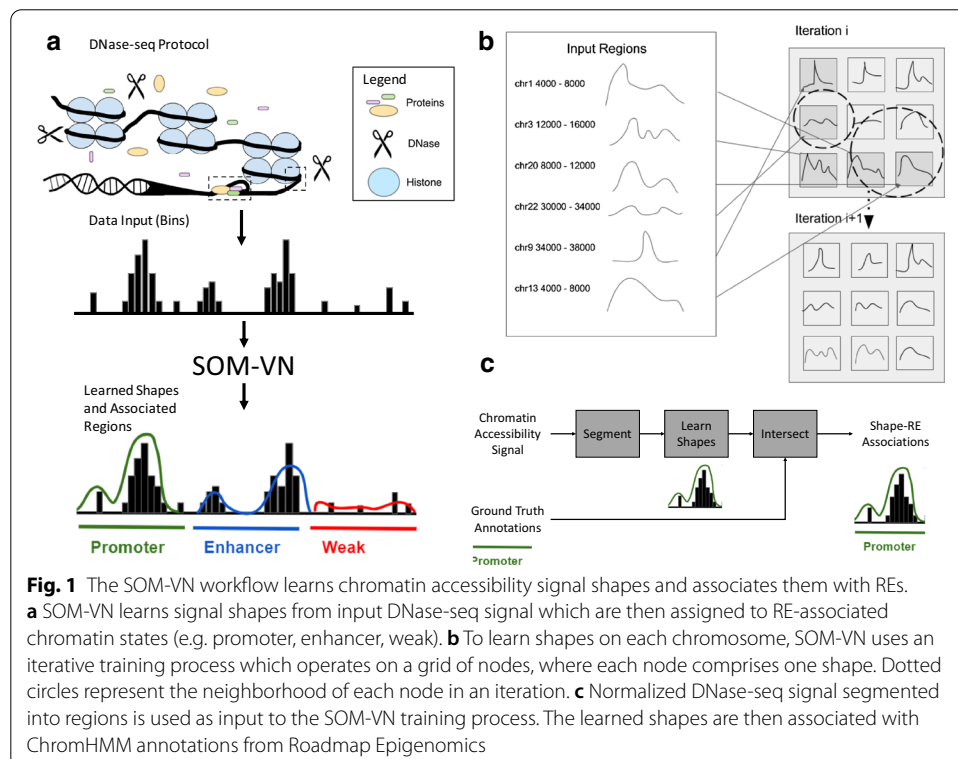 a
DNase-seq Protocol
Legend
Proteins
DNase
Histone
Data Input (Bins)
SOM-VN
Learned Shapes
and Associated
Regions
Promoter
Enhancer
Weak
b
Input Regions
chr1 4000 - 8000
chr3 12000 - 16000
chr20 8000 - 12000
chr22 30000 - 34000
chr9 34000 - 38000
chr13 4000 - 8000
Iteration i
Iteration i+1
c
Chromatin
Accessibility
Signal
Segment
Learn
Shapes
Intersect
Shape-RE
Associations
Ground Truth
Annotations
Promoter
Promoter
Fig. 1 The SOM-VN workflow learns chromatin accessibility signal shapes and associates them with REs.
a SOM-VN learns signal shapes from input DNase-seq signal which are then assigned to RE-associated
chromatin states (e.g. promoter, enhancer, weak). b To learn shapes on each chromosome, SOM-VN uses an
iterative training process which operates on a grid of nodes, where each node comprises one shape. Dotted
circles represent the neighborhood of each node in an iteration. c Normalized DNase-seq signal segmented
into regions is used as input to the SOM-VN training process. The learned shapes are then associated with
ChromHMM annotations from Roadmap Epigenomics